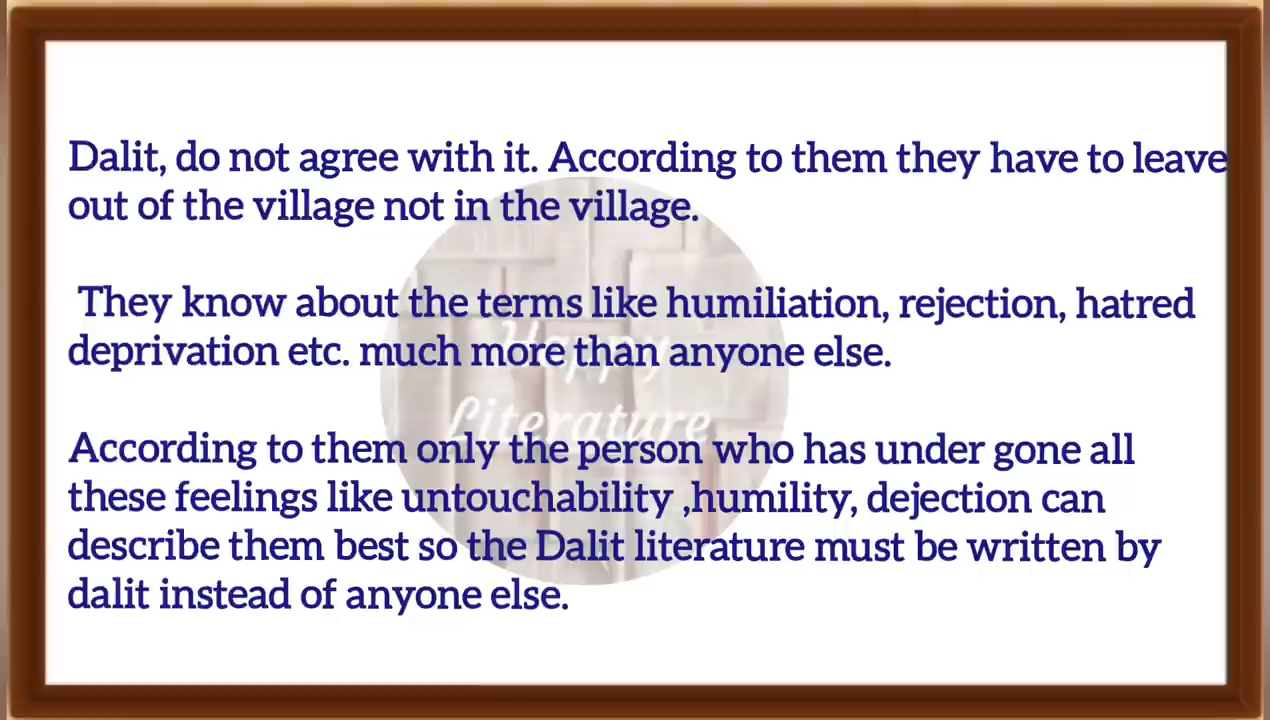 Dalit, do not agree with it. According to them they have to leave
out of the village not in the village.
They know about the terms like humiliation, rejection, hatred
deprivation etc. much more than anyone else.
Happy
Literature
According to them only the person who has under gone all
these feelings like untouchability ,humility, dejection can
describe them best so the Dalit literature must be written by
dalit instead of anyone else.